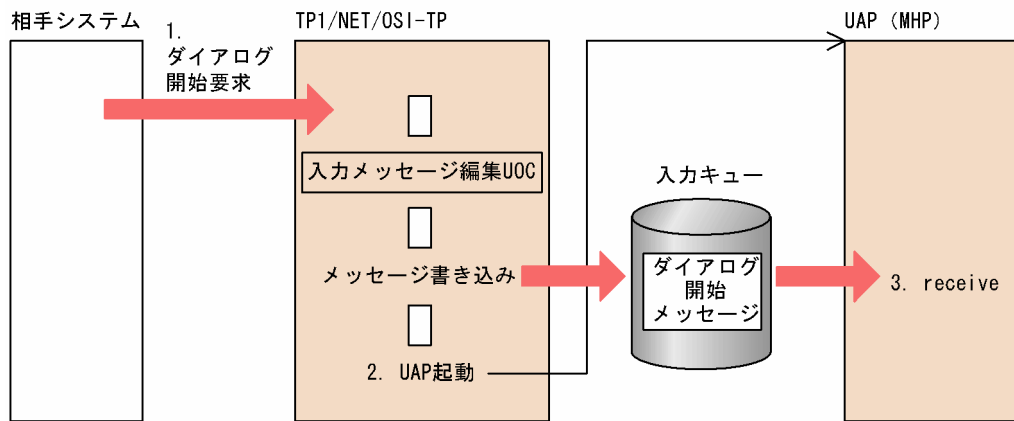 相手システム
TP1/NET/OSI-TP
UAP (MHP)
1.
ダイアログ
開始要求
入力メッセージ編集UOC
入力キュー
メッセージ書き込み
ダイアログ
開始
メッセージ
3. receive
2. UAP起動